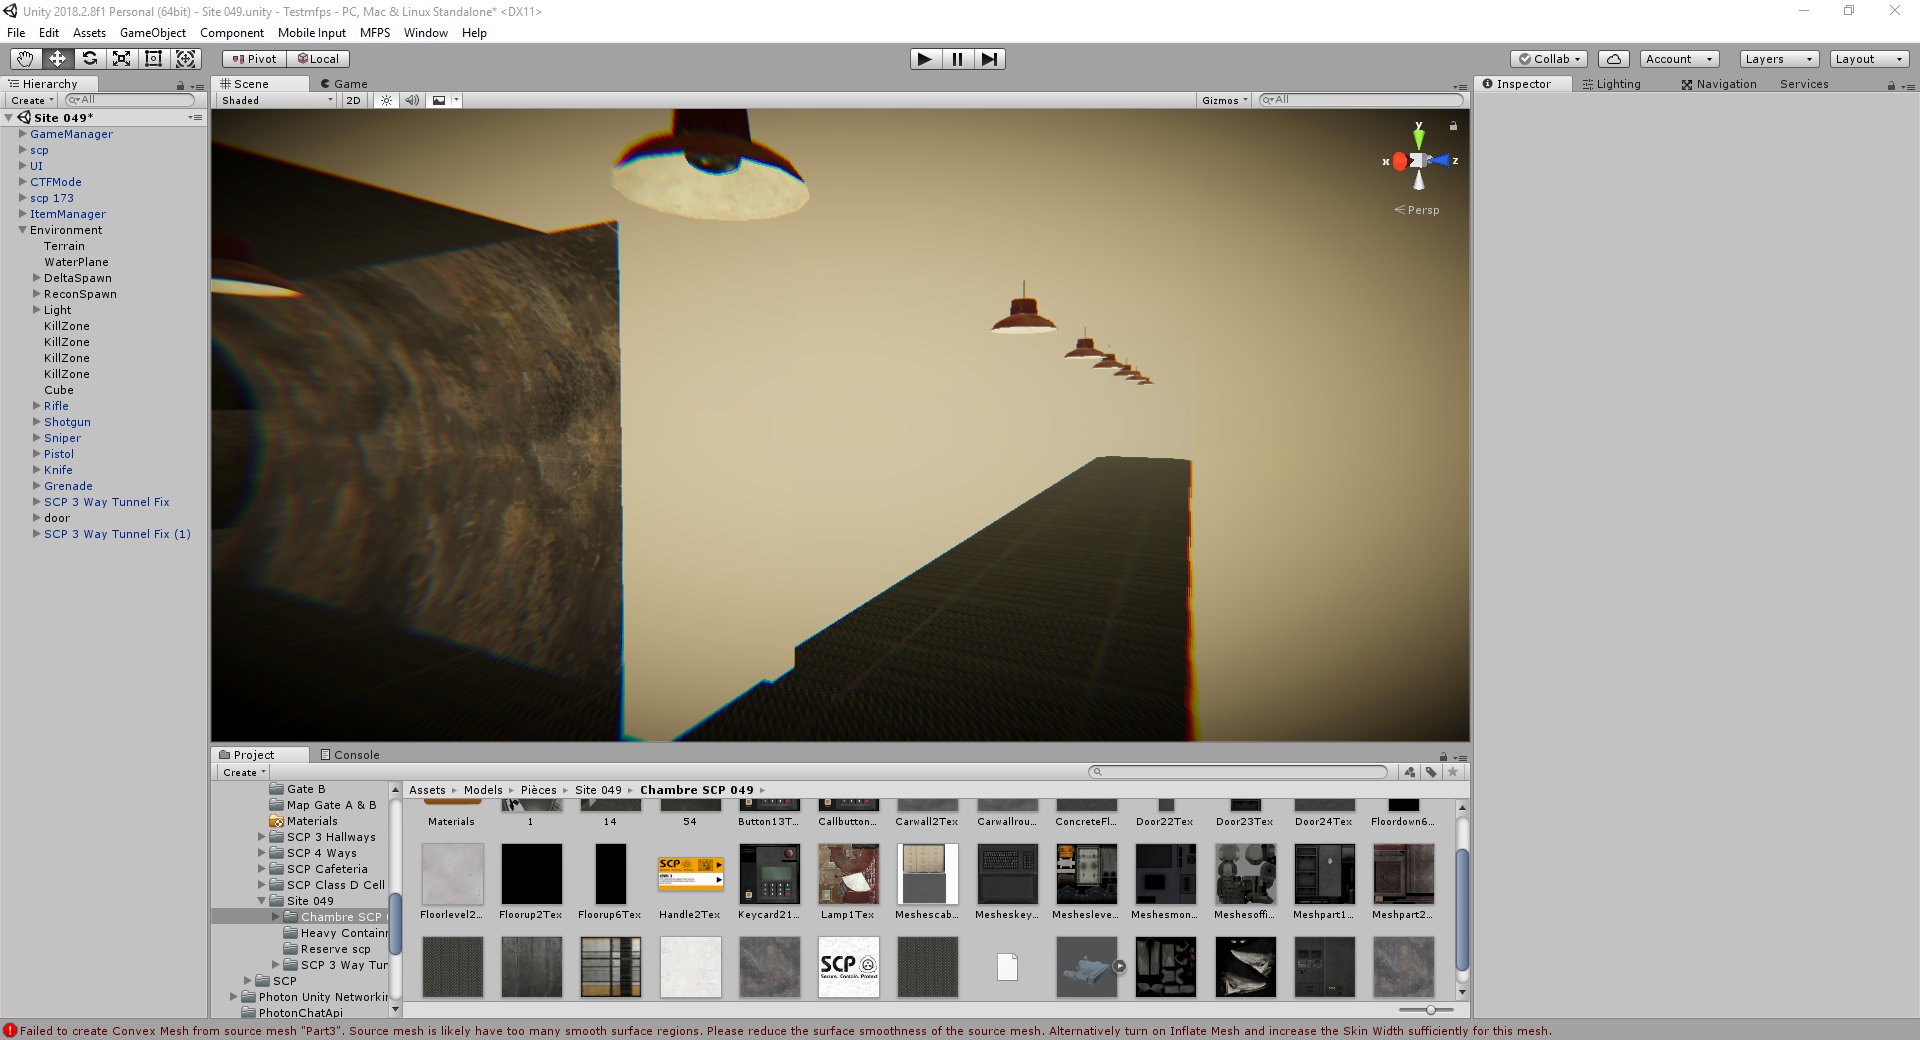 Unity 2018.2.8f1 Personal (64bit) - Site 049.unity - Testmfps - PC, Mac & Linux Standalone* <DX11>
File Edit Assets GameObject Component Mobile Input MFPS Window Help
Pivot Local Collab Account Layers Layout
Hierarchy
Create All
Site 049*
GameManager
scp
UI
CTFMode
scp 173
ItemManager
Environment
Terrain
WaterPlane
DeltaSpawn
ReconSpawn
Light
KillZone
KillZone
KillZone
KillZone
Cube
Rifle
Shotgun
Sniper
Pistol
Knife
Grenade
SCP 3 Way Tunnel Fix
door
SCP 3 Way Tunnel Fix (1)
Scene Game
Shaded 2D Gizmos All
y
x z
Persp
Inspector Lighting Navigation Services
Project Console
Create
Gate B
Map Gate A & B
Materials
SCP 3 Hallways
SCP 4 Ways
SCP Cafeteria
SCP Class D Cell
Site 049
Chambre SCP
Heavy Containr
Reserve scp
SCP 3 Way Tur
SCP
Photon Unity Networkin
PhotonChatApi
Assets Models Pièces Site 049 Chambre SCP 049
Materials 1 14 54 Button13T... Callbutton... Carwall2Tex Carwallrou... ConcreteFl... Door22Tex Door23Tex Door24Tex Floordown6...
SCP
Floorlevel2... Floorup2Tex Floorup6Tex Handle2Tex Keycard21... Lamp1Tex Meshescab... Mesheskey... Meshesleve... Meshesmon... Meshesoffi... Meshpart1... Meshpart2...
SCP
Secure. Contain. Protect
Failed to create Convex Mesh from source mesh "Part3". Source mesh is likely have too many smooth surface regions. Please reduce the surface smoothness of the source mesh. Alternatively turn on Inflate Mesh and increase the Skin Width sufficiently for this mesh.